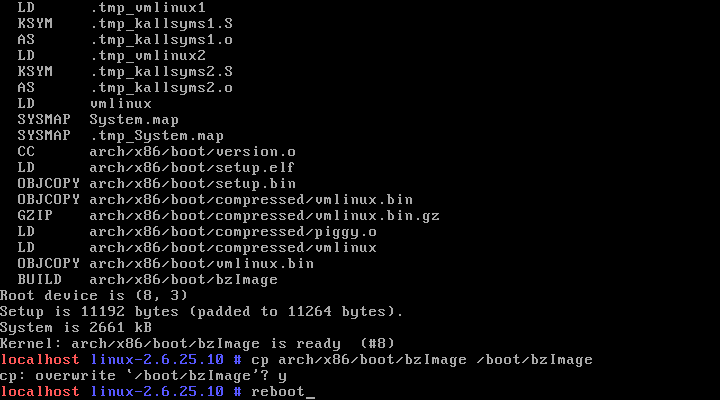 LD      .tmp_vmlinux1
KSYM    .tmp_kallsyms1.S
AS      .tmp_kallsyms1.o
LD      .tmp_vmlinux2
KSYM    .tmp_kallsyms2.S
AS      .tmp_kallsyms2.o
LD      vmlinux
SYSMAP  System.map
SYSMAP  .tmp_System.map
CC      arch/x86/boot/version.o
LD      arch/x86/boot/setup.elf
OBJCOPY arch/x86/boot/setup.bin
OBJCOPY arch/x86/boot/compressed/vmlinux.bin
GZIP    arch/x86/boot/compressed/vmlinux.bin.gz
LD      arch/x86/boot/compressed/piggy.o
LD      arch/x86/boot/compressed/vmlinux
OBJCOPY arch/x86/boot/vmlinux.bin
BUILD   arch/x86/boot/bzImage
Root device is (8, 3)
Setup is 11192 bytes (padded to 11264 bytes).
System is 2661 kB
Kernel: arch/x86/boot/bzImage is ready  (#8)
localhost linux-2.6.25.10 # cp arch/x86/boot/bzImage /boot/bzImage
cp: overwrite `/boot/bzImage'? y
localhost linux-2.6.25.10 # reboot_